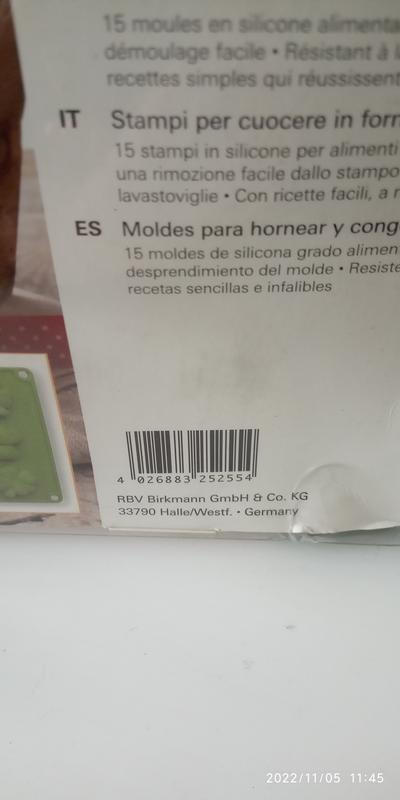 15 moules en silicone alimenta
démoulage facile • Résistant à l
recettes simples qui réussissent
IT Stampi per cuocere in forn
15 stampi in silicone per alimenti
una rimozione facile dallo stampo
lavastoviglie • Con ricette facili, a
ES Moldes para hornear y cong
15 moldes de silicona grado alimen
desprendimiento del molde • Resiste
recetas sencillas e infalibles
4 026883 252554
RBV Birkmann GmbH & Co. KG
33790 Halle/Westf. • Germany
2022/11/05 11:45